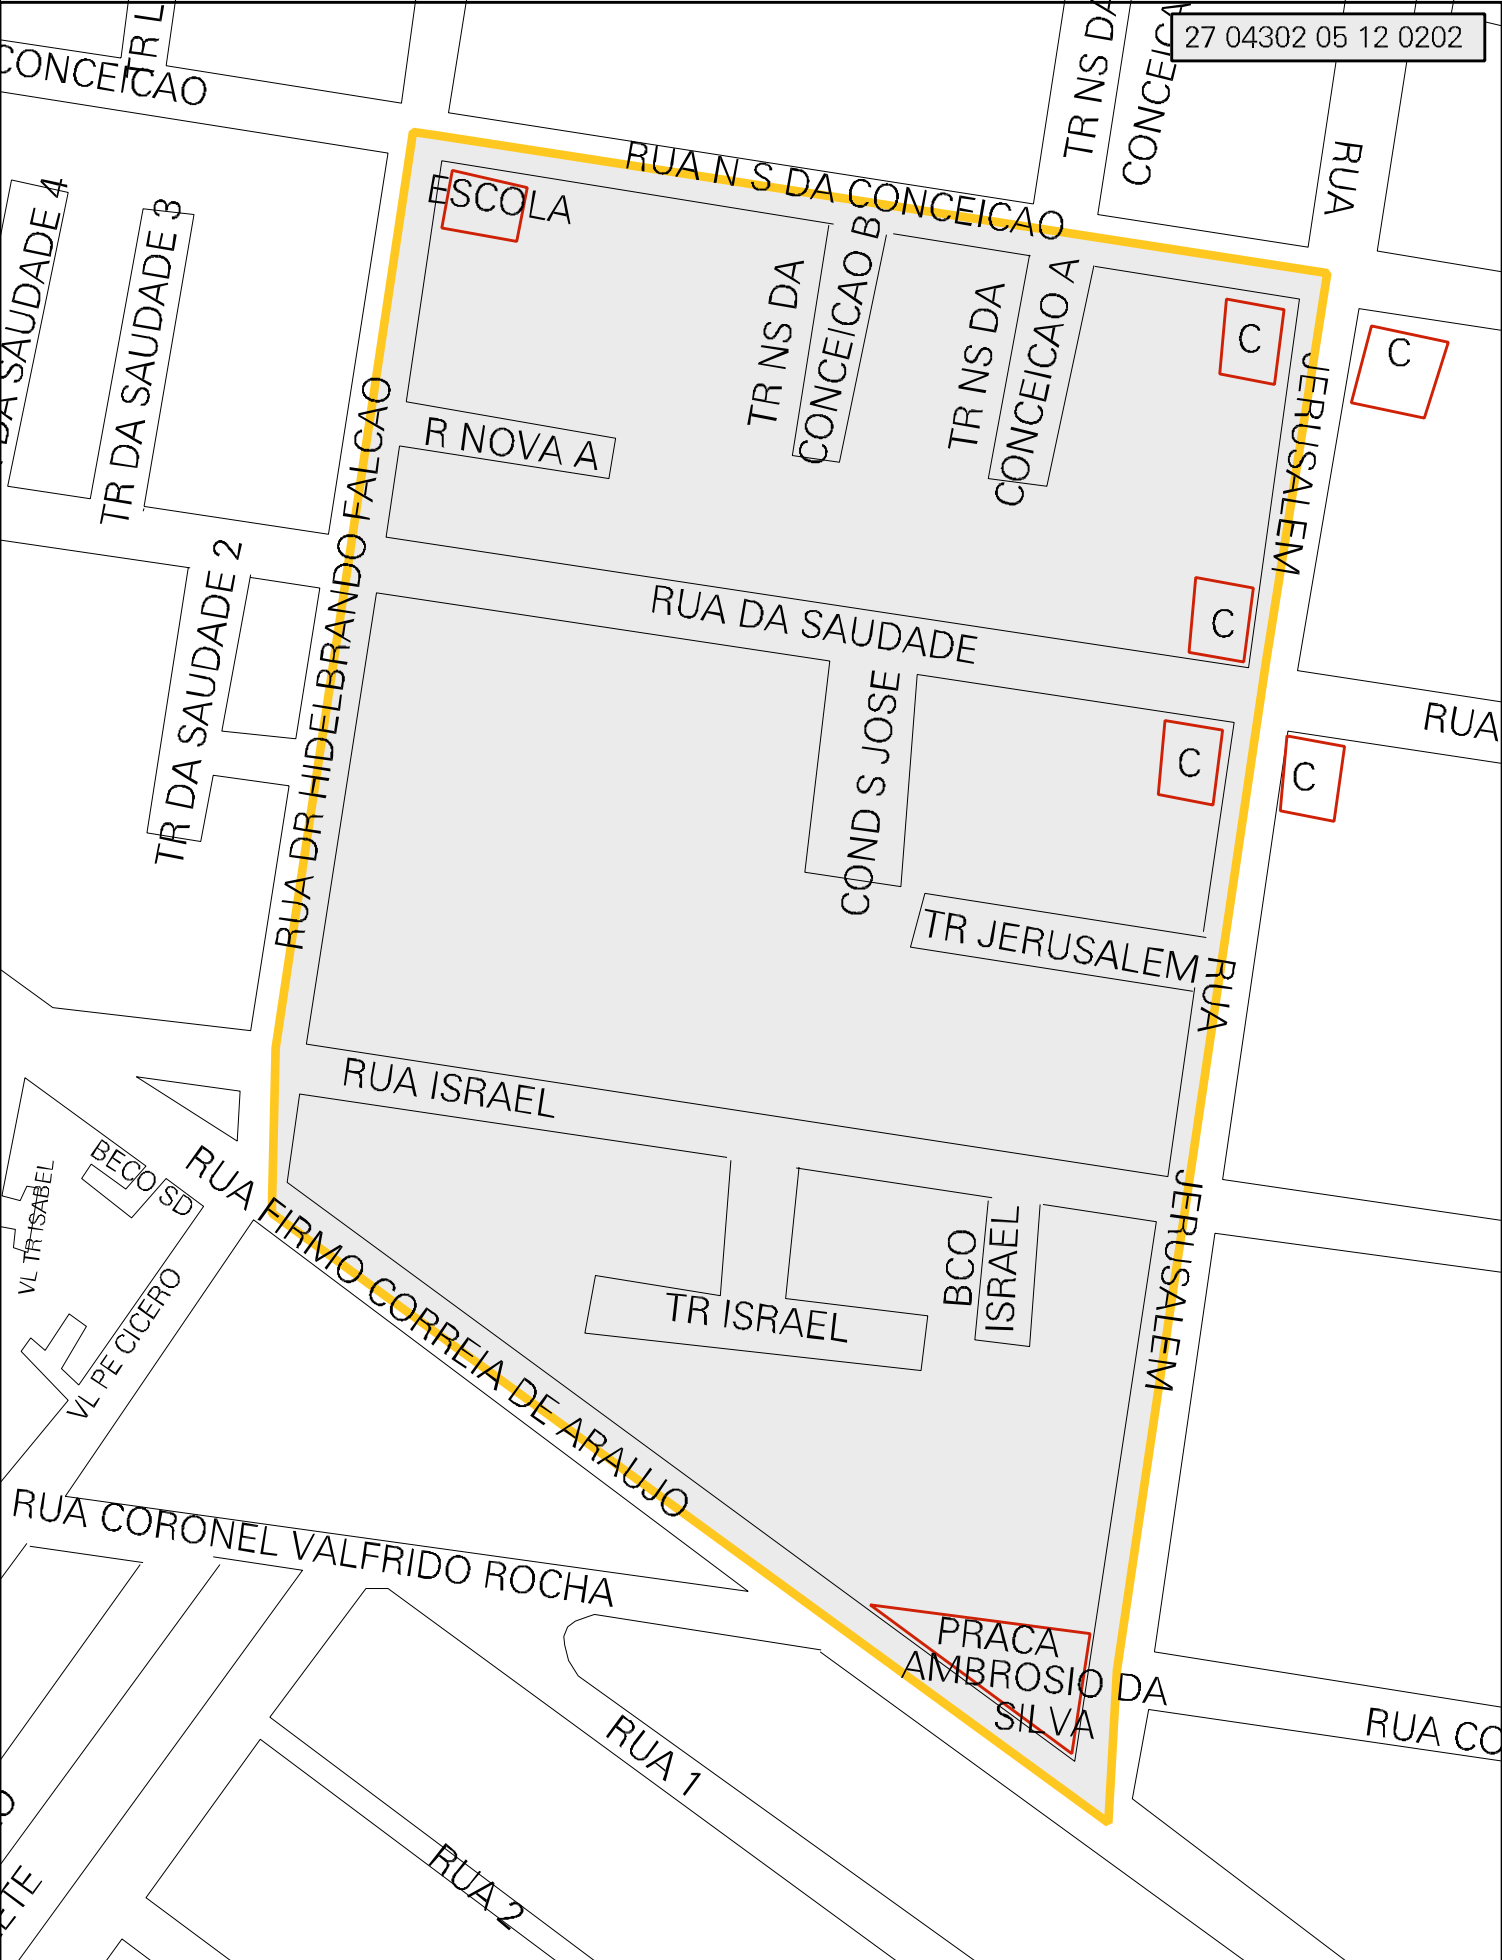 27 04302 05 12 0202
TR L
CONCEICAO
TR NS DA
CONCEICA
RUA
RUA N S DA CONCEICAO
ESCOLA
DA SAUDADE 4
TR DA SAUDADE 3
TR NS DA
CONCEICAO B
TR NS DA
CONCEICAO A
C
C
JERUSALEM
R NOVA A
RUA DR HIDELBRANDO FALCAO
TR DA SAUDADE 2
RUA DA SAUDADE
C
COND S JOSE
RUA
C
C
TR JERUSALEM
RUA
RUA ISRAEL
BECO SD
VL TR ISABEL
RUA FIRMO CORREIA DE ARAUJO
JERUSALEM
BCO
ISRAEL
TR ISRAEL
VL PE CICERO
RUA CORONEL VALFRIDO ROCHA
PRACA
AMBROSIO DA
SILVA
RUA CO
RUA 1
RUA 2
O
ETE